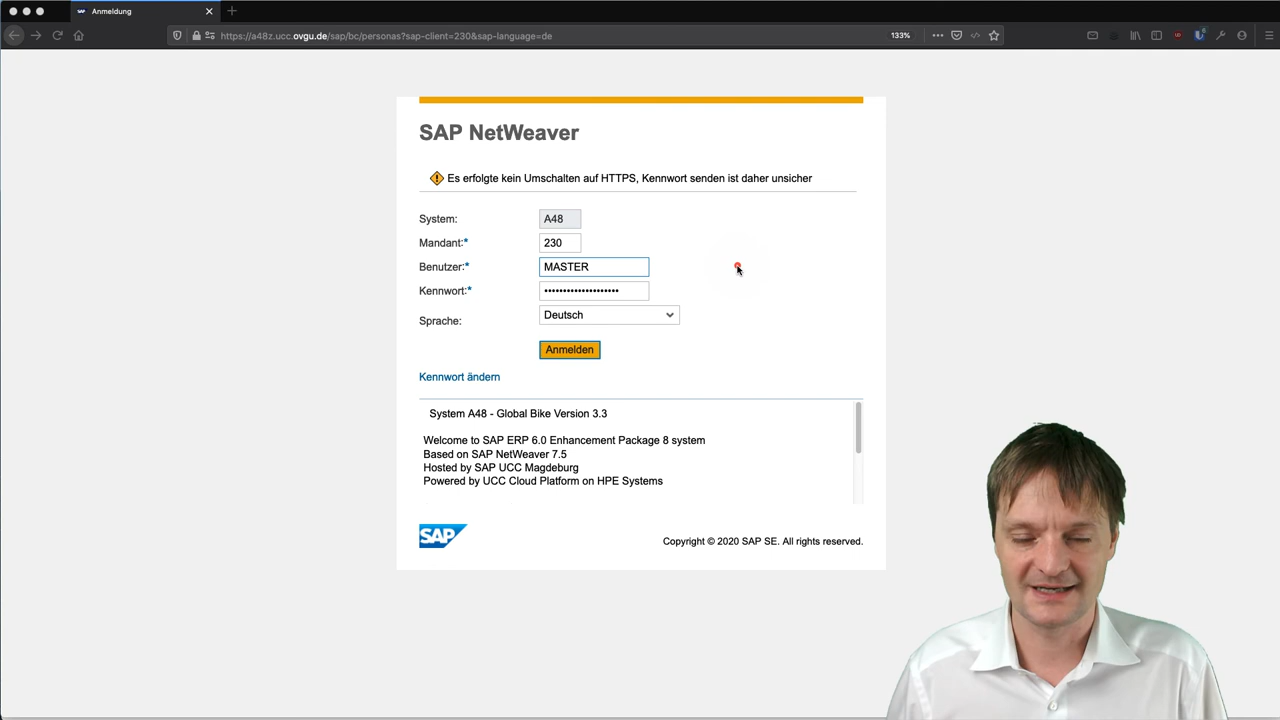 SAP Anmeldung
https://a48z.ucc.ovgu.de/sap/bc/personas?sap-client=230&sap-language=de
133%
SAP NetWeaver
Es erfolgte kein Umschalten auf HTTPS, Kennwort senden ist daher unsicher
System: A48
Mandant:* 230
Benutzer:* MASTER
Kennwort:* ••••••••••••••••••••
Sprache: Deutsch
Anmelden
Kennwort ändern
System A48 - Global Bike Version 3.3
Welcome to SAP ERP 6.0 Enhancement Package 8 system
Based on SAP NetWeaver 7.5
Hosted by SAP UCC Magdeburg
Powered by UCC Cloud Platform on HPE Systems
SAP
Copyright © 2020 SAP SE. All rights reserved.